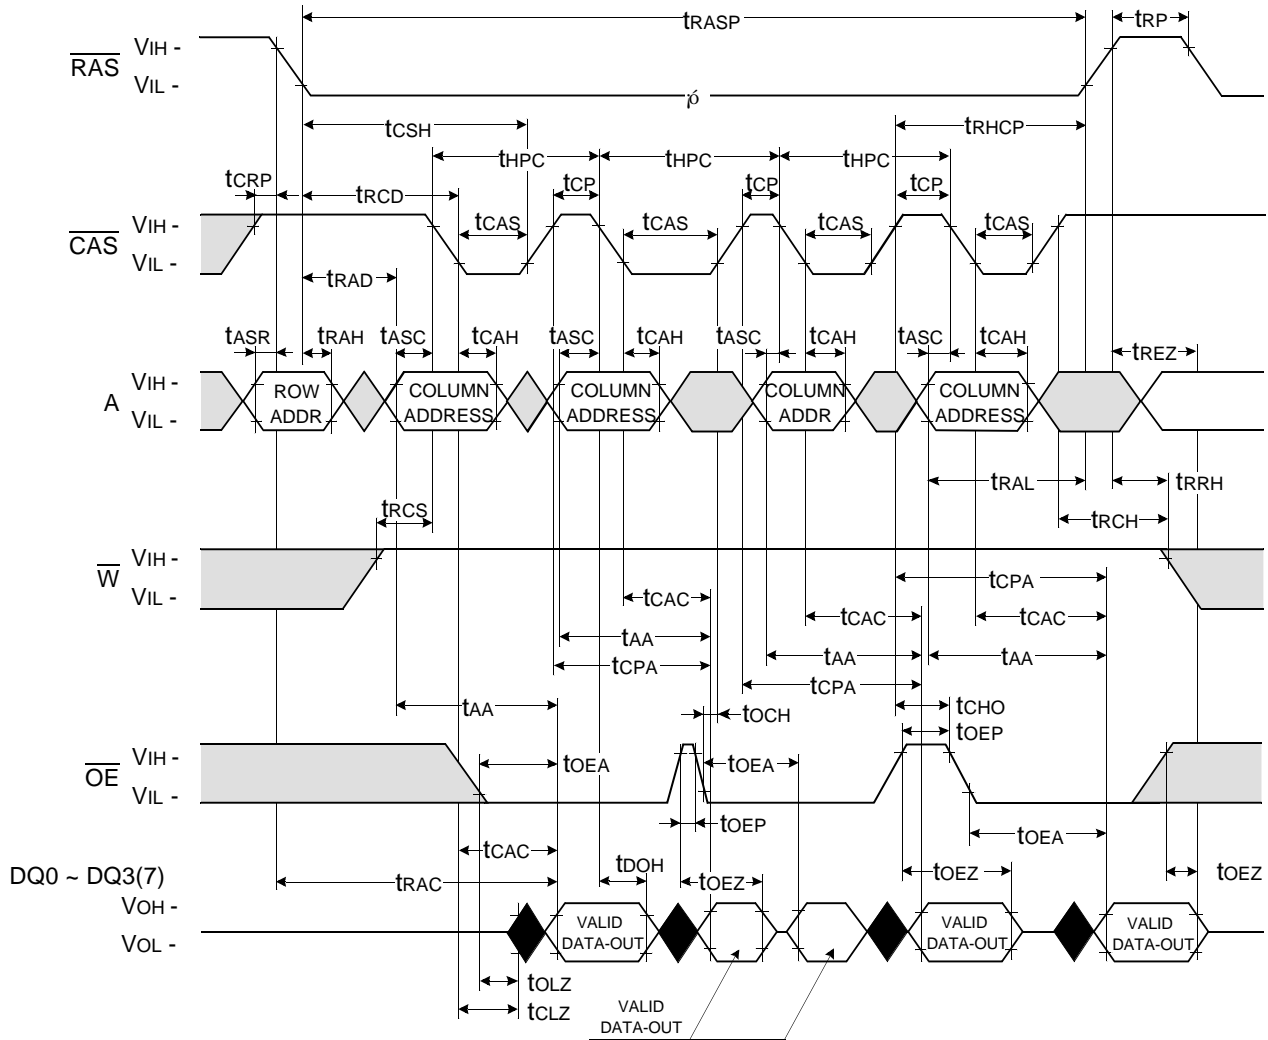 tRASP
tRP
RAS
VIH -
VIL -
ό
tCSH
tRHCP
tHPC
tHPC
tHPC
tCRP
tRCD
tCP
tCP
tCP
CAS
VIH -
VIL -
tCAS
tCAS
tCAS
tCAS
tRAD
tASR
tRAH
tASC
tCAH
tASC
tCAH
tASC
tCAH
tASC
tCAH
tREZ
A
VIH -
VIL -
ROW
ADDR
COLUMN
ADDRESS
COLUMN
ADDRESS
COLUMN
ADDR
COLUMN
ADDRESS
tRAL
tRRH
tRCS
tRCH
W
VIH -
VIL -
tCPA
tCAC
tCAC
tCAC
tAA
tAA
tAA
tCPA
tCPA
tAA
tOCH
tCHO
tOEP
OE
VIH -
VIL -
tOEA
tOEA
tOEP
tOEA
tCAC
tDOH
tOEZ
tOEZ
tOEZ
tRAC
DQ0 ~ DQ3(7)
VOH -
VOL -
VALID
DATA-OUT
VALID
DATA-OUT
VALID
DATA-OUT
tOLZ
tCLZ
VALID
DATA-OUT